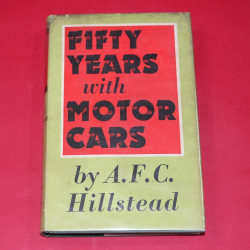 FIFTY
YEARS
with
MOTOR
CARS
by A.F.C.
Hillstead